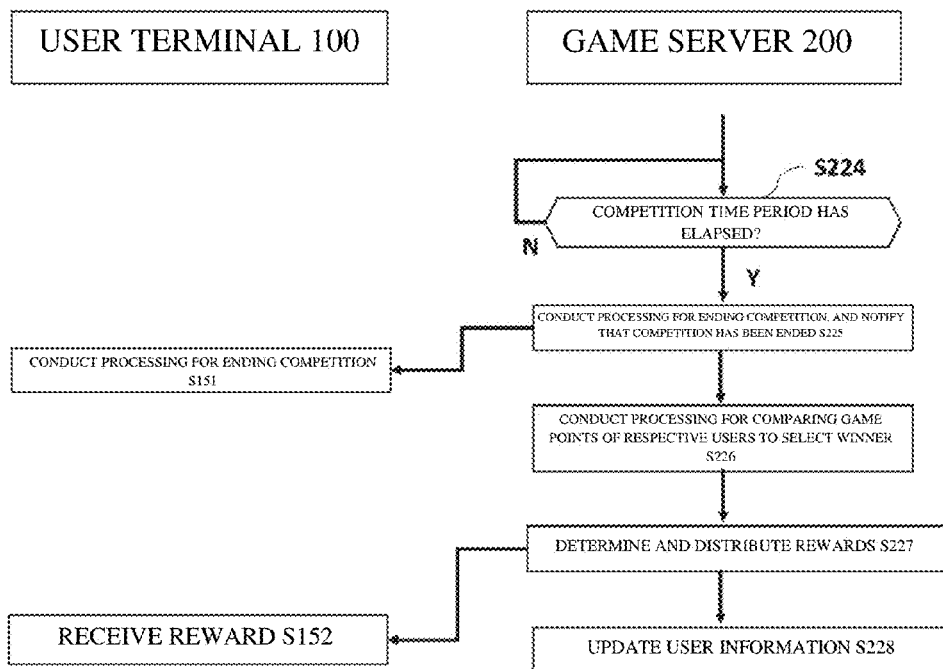 USER TERMINAL 100
GAME SERVER 200
S224
COMPETITION TIME PERIOD HAS
ELAPSED?
N
Y
CONDUCT PROCESSING FOR ENDING COMPETITION, AND NOTIFY
THAT COMPETITION HAS BEEN ENDED S225
CONDUCT PROCESSING FOR ENDING COMPETITION
S151
CONDUCT PROCESSING FOR COMPARING GAME
POINTS OF RESPECTIVE USERS TO SELECT WINNER
S226
DETERMINE AND DISTRIBUTE REWARDS S227
RECEIVE REWARD S152
UPDATE USER INFORMATION S228